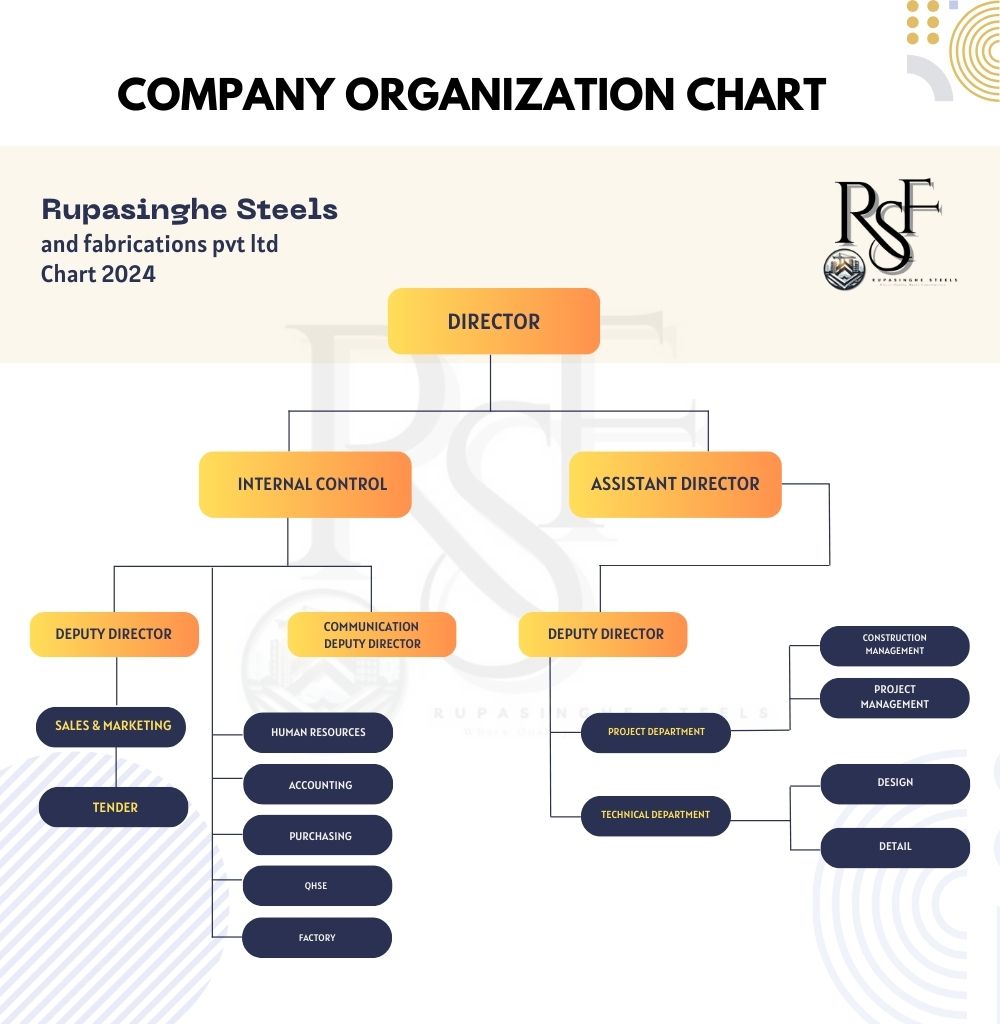 COMPANY ORGANIZATION CHART
Rupasinghe Steels
and fabrications pvt ltd
Chart 2024
RSF
RUPASINGHE STEELS
DIRECTOR
INTERNAL CONTROL
ASSISTANT DIRECTOR
DEPUTY DIRECTOR
COMMUNICATION
DEPUTY DIRECTOR
DEPUTY DIRECTOR
CONSTRUCTION
MANAGEMENT
PROJECT
MANAGEMENT
SALES & MARKETING
HUMAN RESOURCES
PROJECT DEPARTMENT
RUPASINGHE STEELS
ACCOUNTING
DESIGN
TENDER
TECHNICAL DEPARTMENT
PURCHASING
DETAIL
QHSE
FACTORY